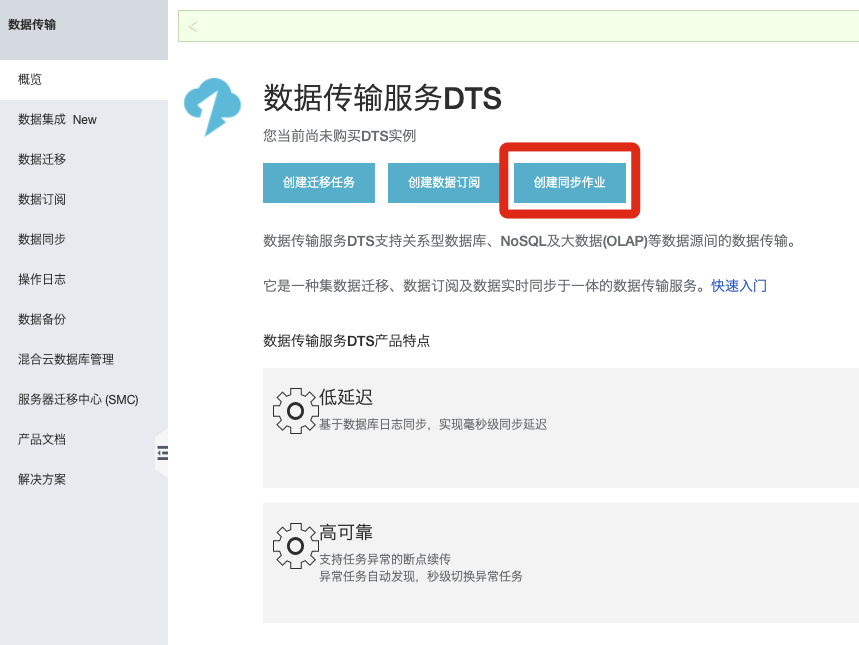 数据传输
概览
数据集成 New
数据迁移
数据订阅
数据同步
操作日志
数据备份
混合云数据库管理
服务器迁移中心 (SMC)
产品文档
解决方案
数据传输服务DTS
您当前尚未购买DTS实例
创建迁移任务
创建数据订阅
创建同步作业
数据传输服务DTS支持关系型数据库、NoSQL及大数据(OLAP)等数据源间的数据传输。
它是一种集数据迁移、数据订阅及数据实时同步于一体的数据传输服务。快速入门
数据传输服务DTS产品特点
低延迟
基于数据库日志同步，实现毫秒级同步延迟
高可靠
支持任务异常的断点续传
异常任务自动发现，秒级切换异常任务